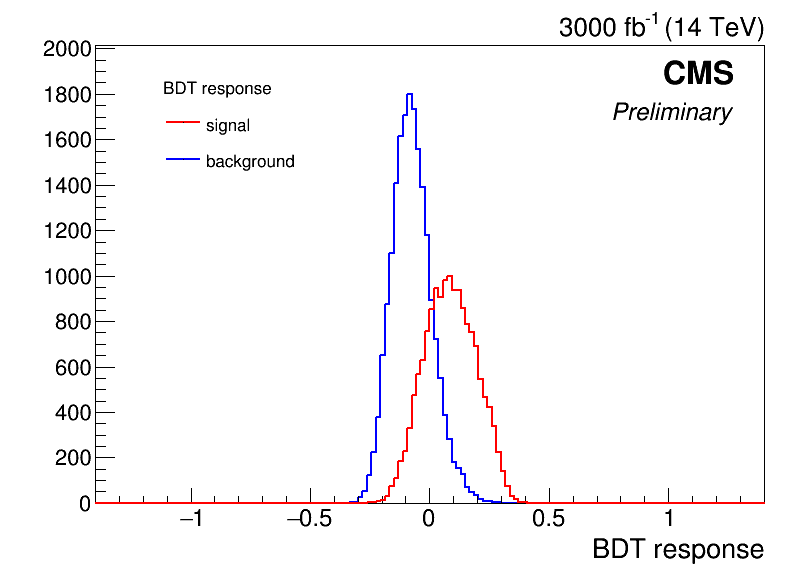 3000 fb⁻¹ (14 TeV)
CMS
Preliminary
BDT response
signal
background
2000
1800
1600
1400
1200
1000
800
600
400
200
0
−1
−0.5
0
0.5
1
BDT response